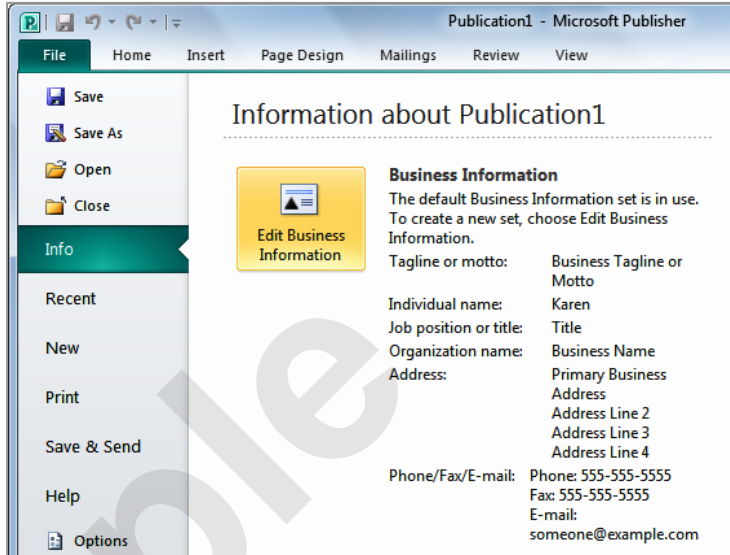 Publication1 - Microsoft Publisher
File Home Insert Page Design Mailings Review View
Save
Save As
Open
Close
Info
Recent
New
Print
Save & Send
Help
Options
Information about Publication1
Edit Business
Information
Business Information
The default Business Information set is in use.
To create a new set, choose Edit Business
Information.
Tagline or motto: Business Tagline or
Motto
Individual name: Karen
Job position or title: Title
Organization name: Business Name
Address: Primary Business
Address
Address Line 2
Address Line 3
Address Line 4
Phone/Fax/E-mail: Phone: 555-555-5555
Fax: 555-555-5555
E-mail:
someone@example.com
ple